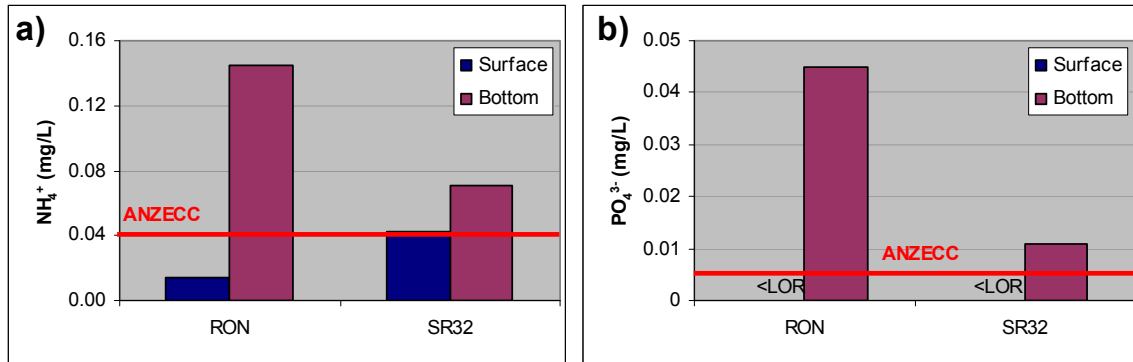 a)
NH₄⁺ (mg/L)
0.16
0.12
0.08
0.04
0.00
ANZECC
Surface
Bottom
RON
SR32
b)
PO₄³⁻ (mg/L)
0.05
0.04
0.03
0.02
0.01
0
Surface
Bottom
ANZECC
<LOR
<LOR
RON
SR32